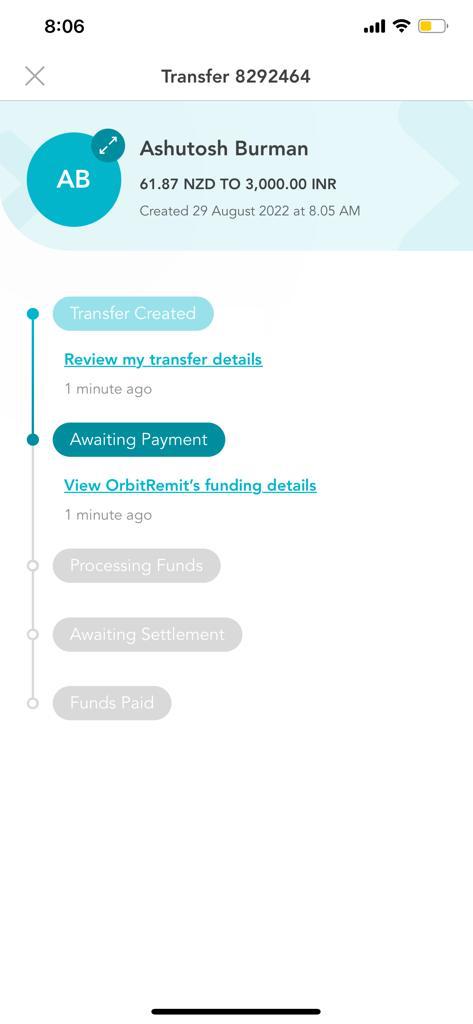 8:06
Transfer 8292464
AB
Ashutosh Burman
61.87 NZD TO 3,000.00 INR
Created 29 August 2022 at 8.05 AM
Transfer Created
Review my transfer details
1 minute ago
Awaiting Payment
View OrbitRemit's funding details
1 minute ago
Processing Funds
Awaiting Settlement
Funds Paid